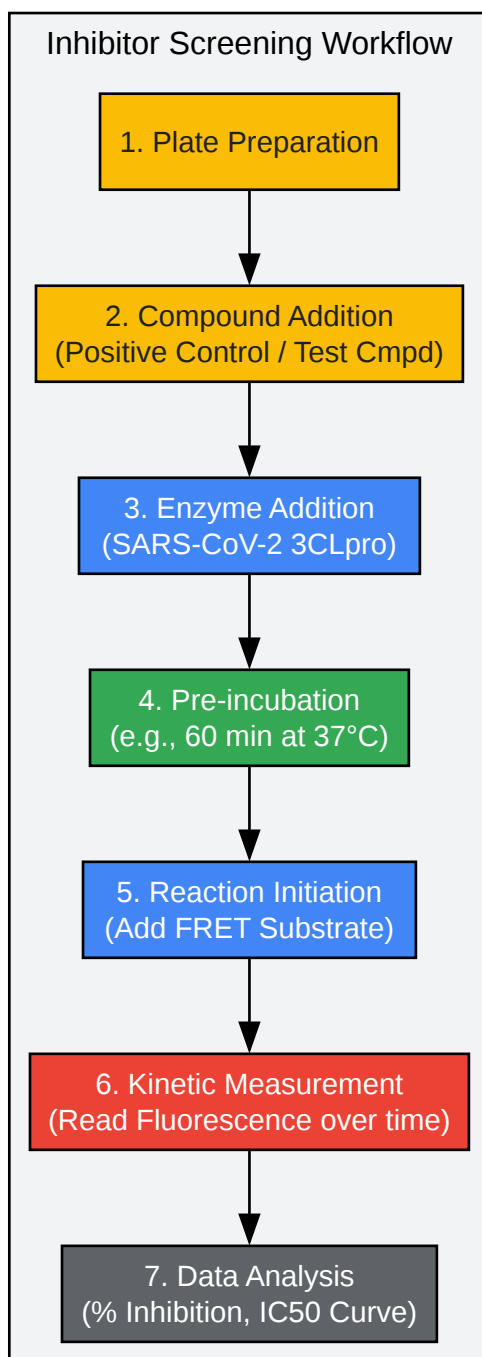 Inhibitor Screening Workflow
1. Plate Preparation
2. Compound Addition
(Positive Control / Test Cmpd)
3. Enzyme Addition
(SARS-CoV-2 3CLpro)
4. Pre-incubation
(e.g., 60 min at 37°C)
5. Reaction Initiation
(Add FRET Substrate)
6. Kinetic Measurement
(Read Fluorescence over time)
7. Data Analysis
(% Inhibition, IC50 Curve)